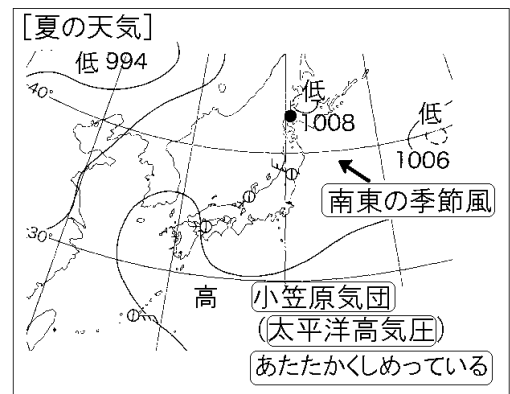 [夏の天気]
低 994
40°
低
1008
低
1006
南東の季節風
30°
高
小笠原気団
(太平洋高気圧)
あたたかくしめっている